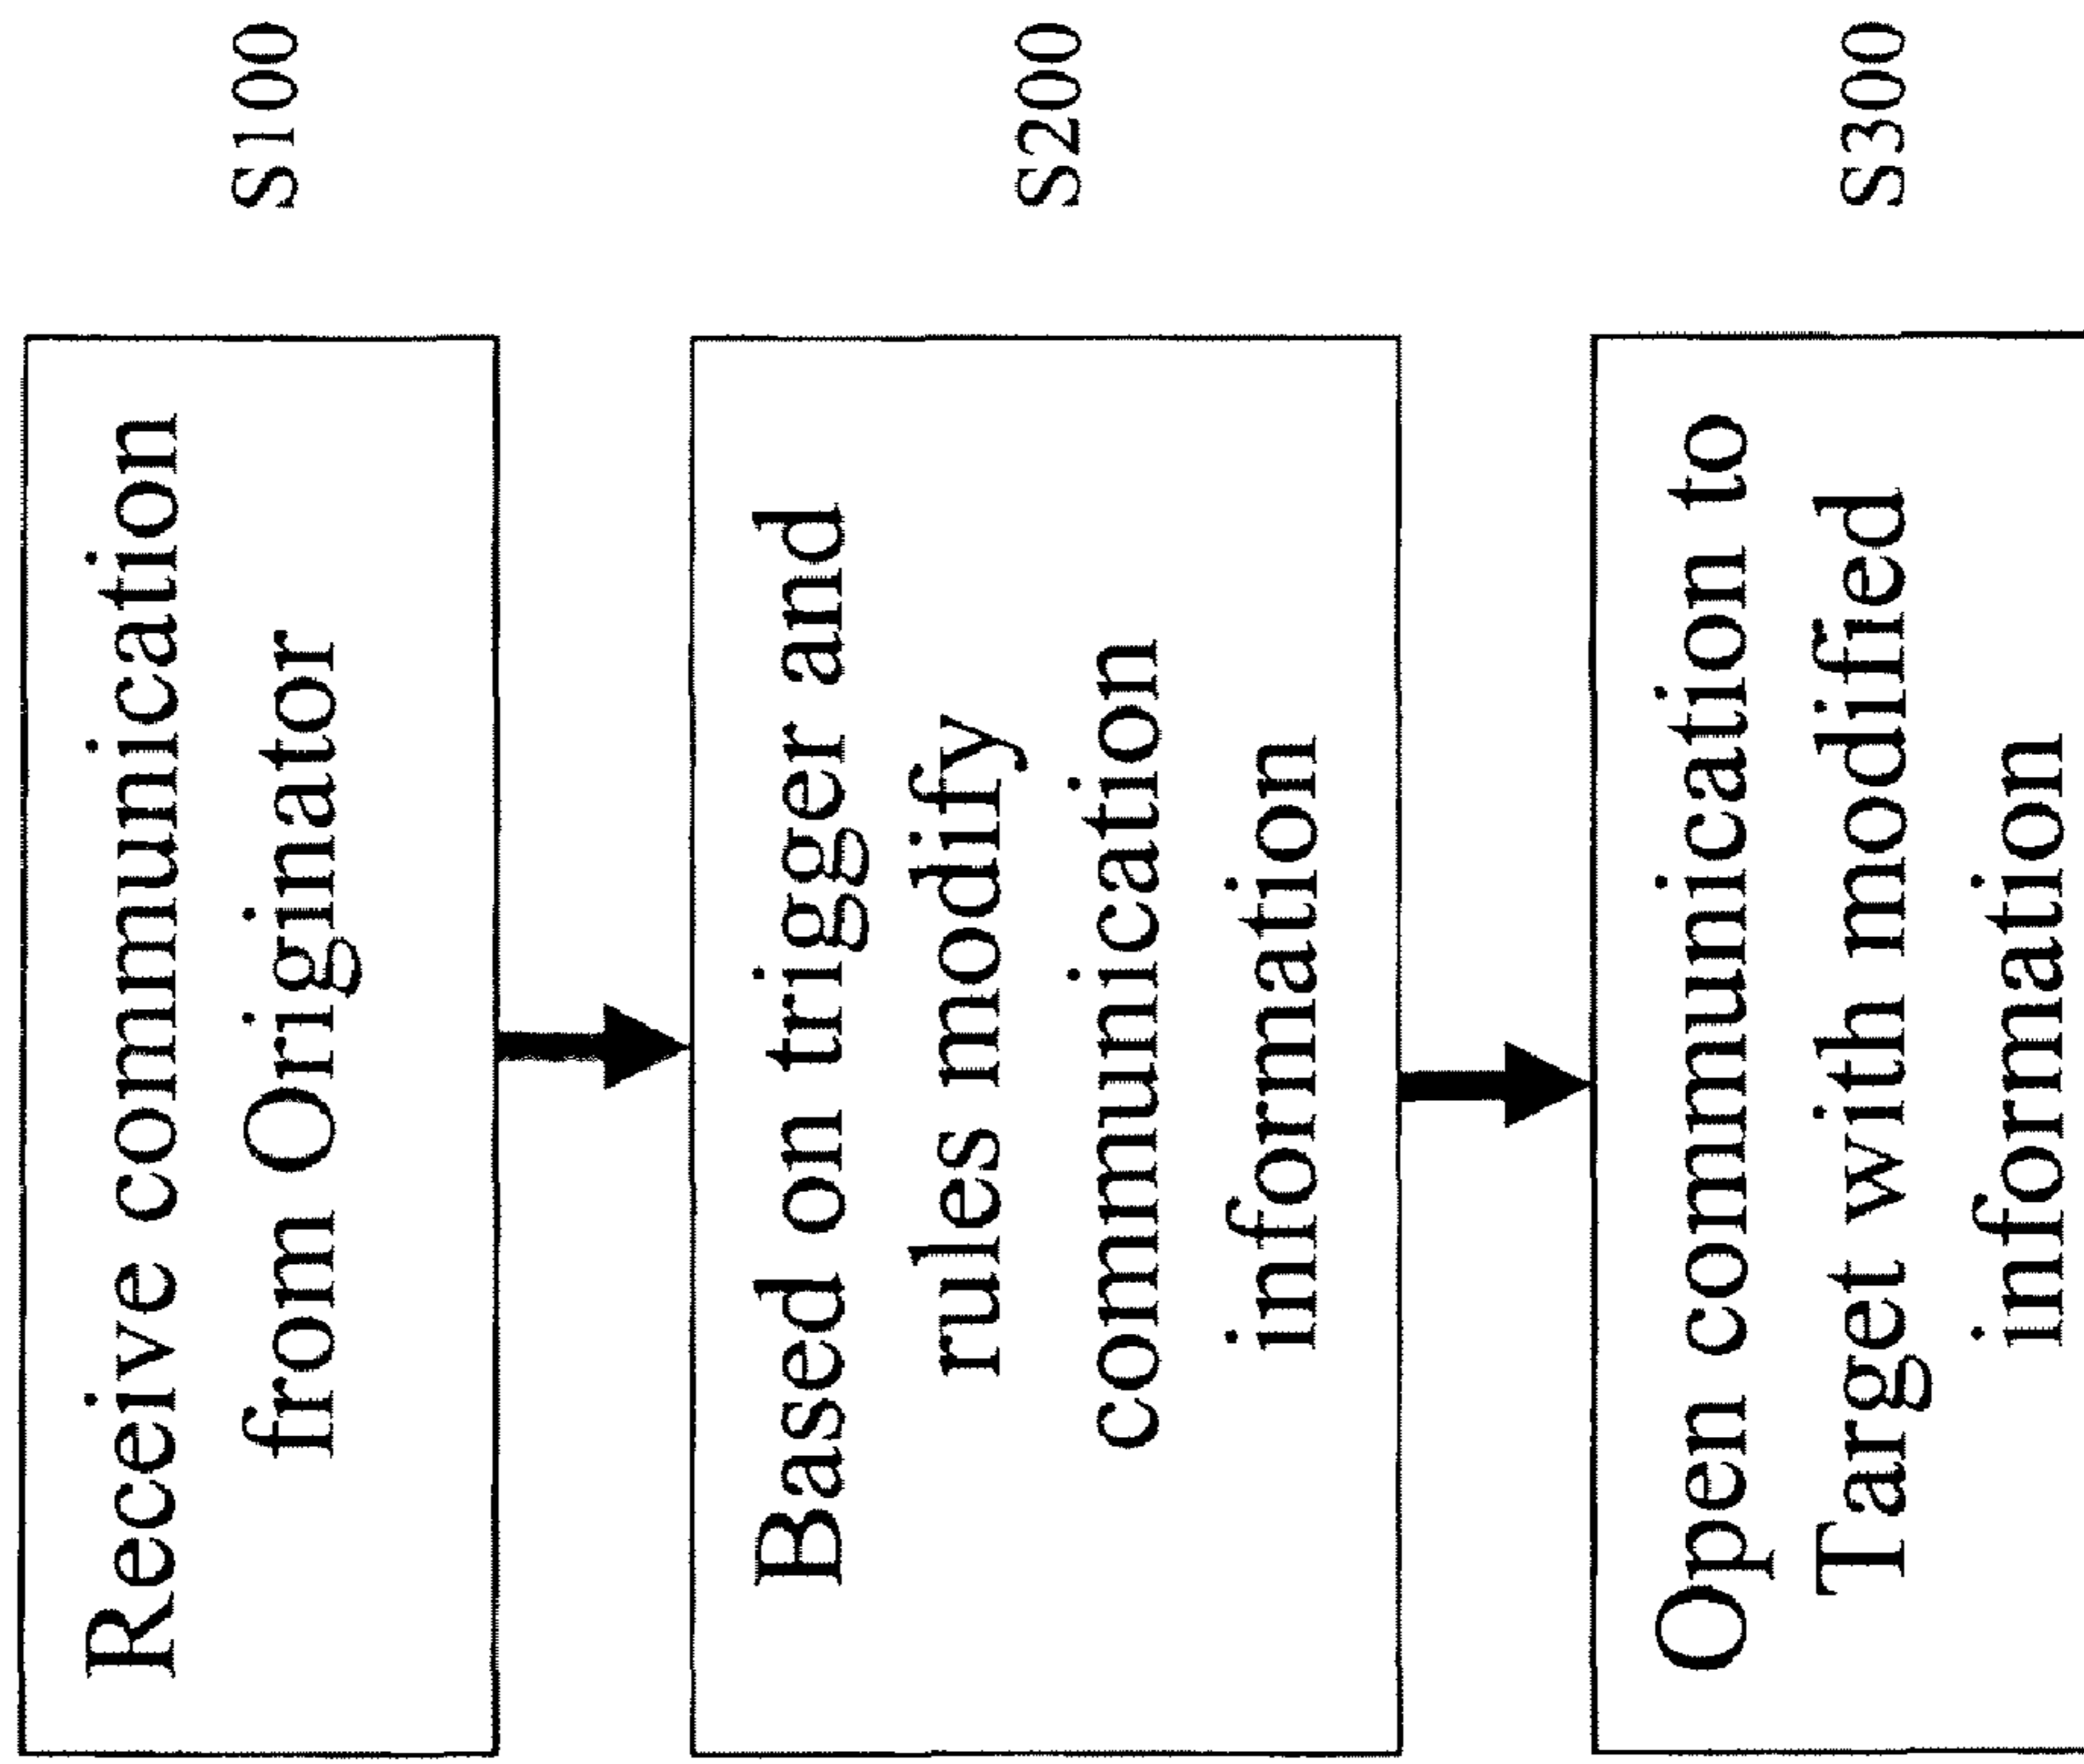 Receive communication
from Originator
S100
Based on trigger and
rules modify
communication
information
S200
Open communication to
Target with modified
information
S300